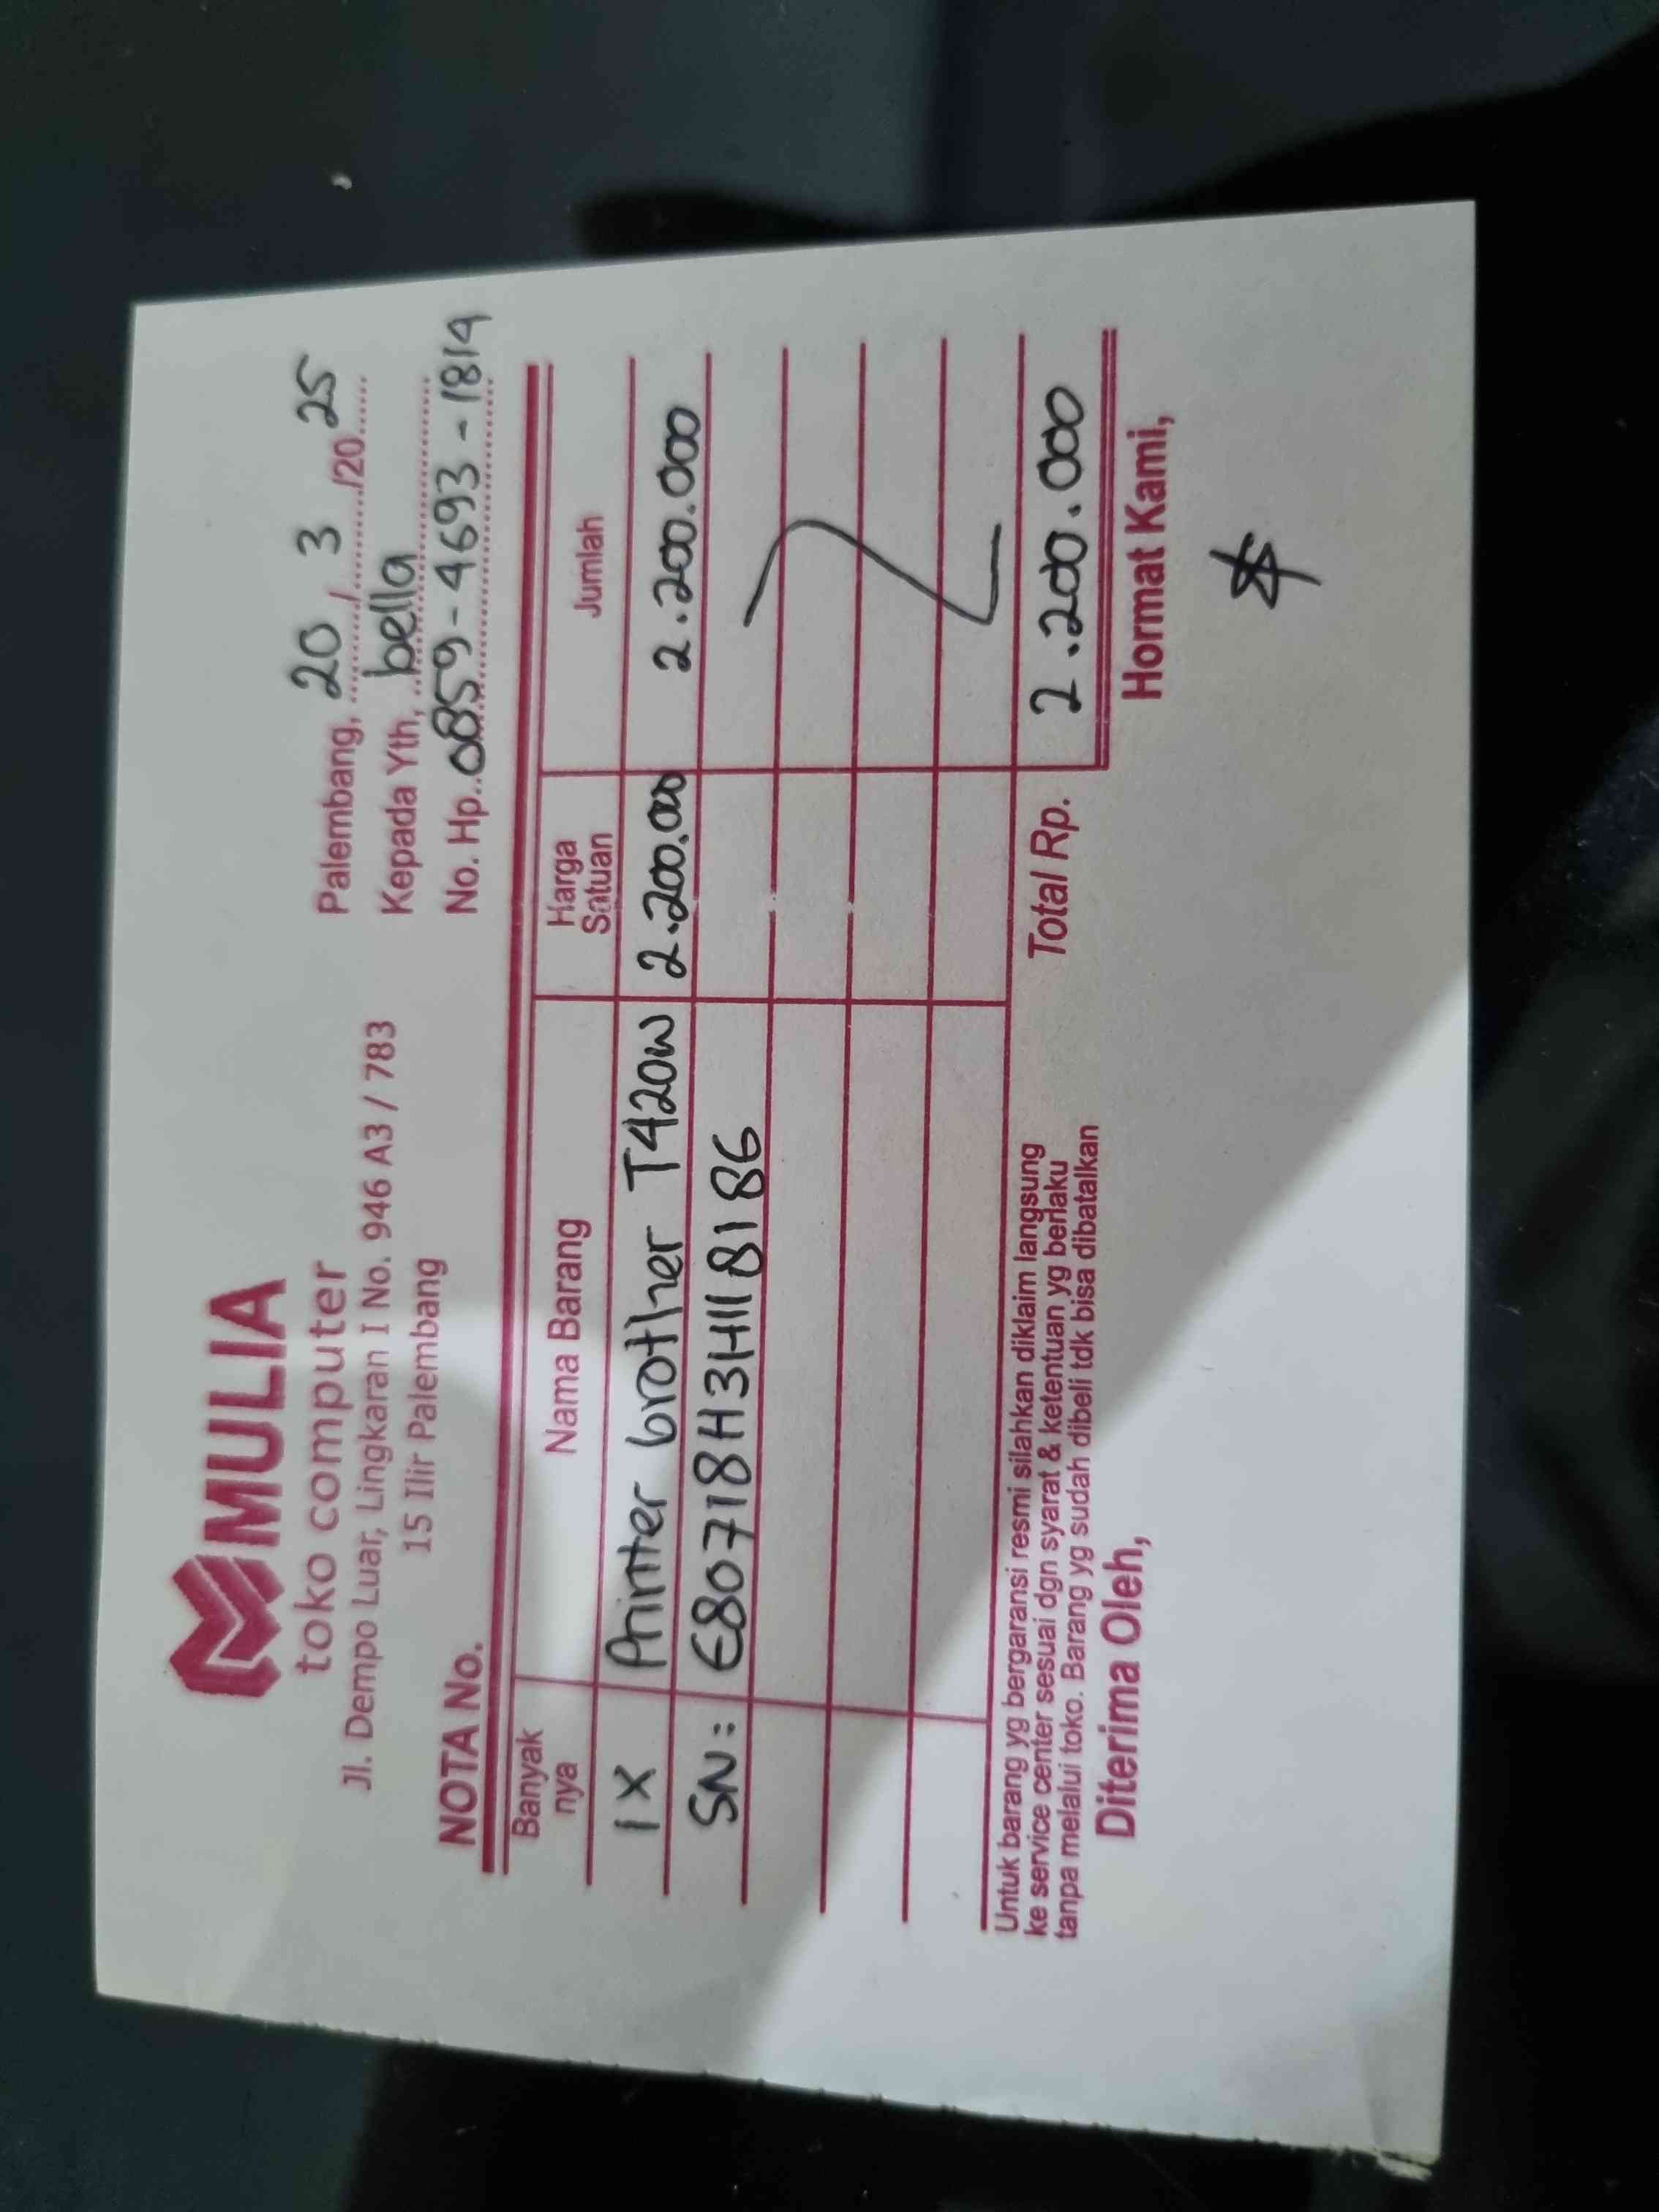 MULIA
toko computer
Jl. Dempo Luar, Lingkaran I No. 946 A3 / 783
15 Ilir Palembang
Palembang, 20 / 3 /20 25
Kepada Yth, bella
No. Hp. 0859-4693-1814
NOTA No.
Banyak nya Nama Barang Harga Satuan Jumlah
1 X Printer brother T420W 2.200.000 2.200.000
SN: E80718H3H118186
Total Rp. 2.200.000
Untuk barang yg bergaransi resmi silahkan diklaim langsung
ke service center sesuai dgn syarat & ketentuan yg berlaku
tanpa melalui toko. Barang yg sudah dibeli tdk bisa dibatalkan
Diterima Oleh, Hormat Kami,